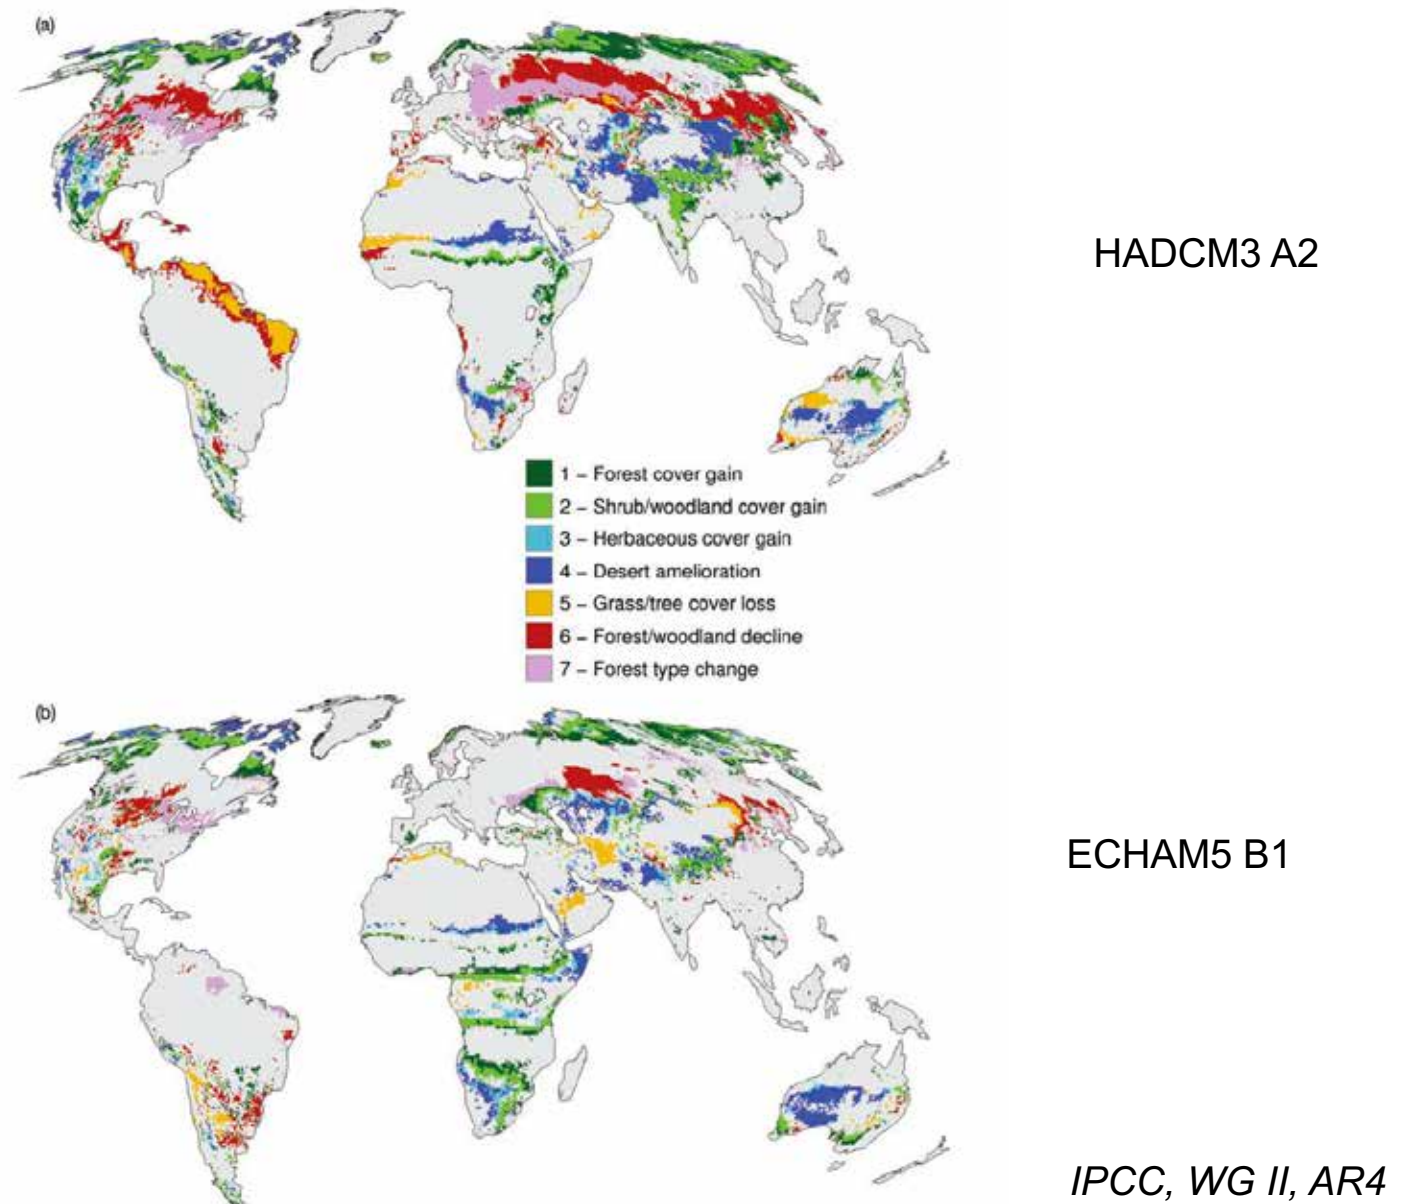 (a)
HADCM3 A2
1 – Forest cover gain
2 – Shrub/woodland cover gain
3 – Herbaceous cover gain
4 – Desert amelioration
5 – Grass/tree cover loss
6 – Forest/woodland decline
7 – Forest type change
(b)
ECHAM5 B1
IPCC, WG II, AR4